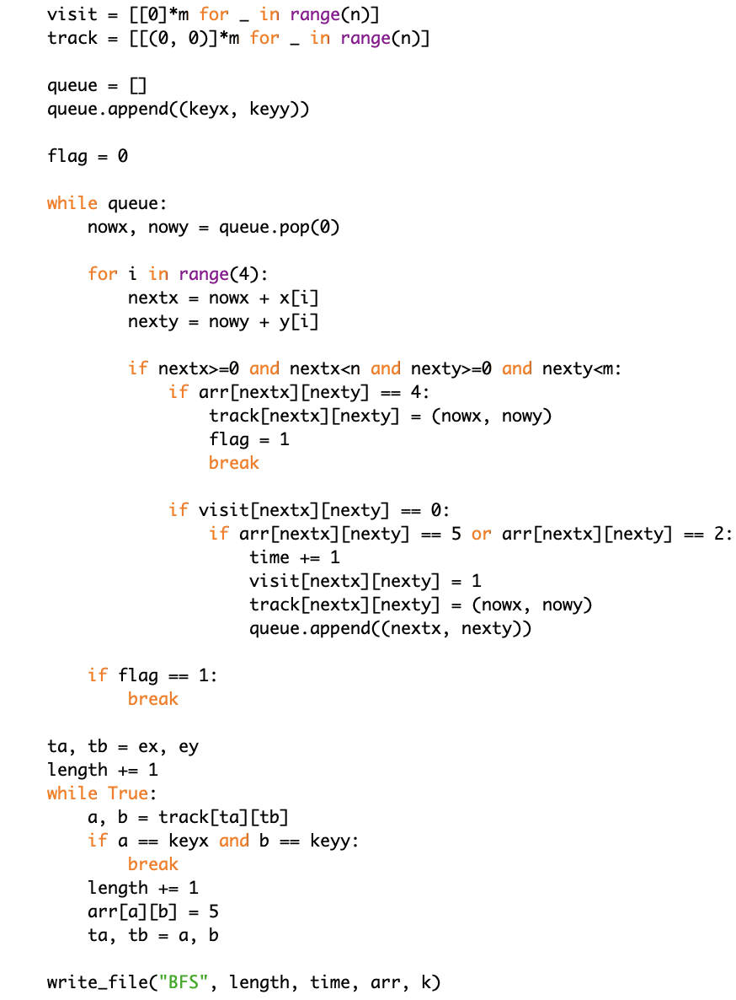 visit = [[0]*m for _ in range(n)]
track = [[(0, 0)]*m for _ in range(n)]

queue = []
queue.append((keyx, keyy))

flag = 0

while queue:
    nowx, nowy = queue.pop(0)

    for i in range(4):
        nextx = nowx + x[i]
        nexty = nowy + y[i]

        if nextx>=0 and nextx<n and nexty>=0 and nexty<m:
            if arr[nextx][nexty] == 4:
                track[nextx][nexty] = (nowx, nowy)
                flag = 1
                break

            if visit[nextx][nexty] == 0:
                if arr[nextx][nexty] == 5 or arr[nextx][nexty] == 2:
                    time += 1
                    visit[nextx][nexty] = 1
                    track[nextx][nexty] = (nowx, nowy)
                    queue.append((nextx, nexty))

    if flag == 1:
        break

ta, tb = ex, ey
length += 1
while True:
    a, b = track[ta][tb]
    if a == keyx and b == keyy:
        break
    length += 1
    arr[a][b] = 5
    ta, tb = a, b

write_file("BFS", length, time, arr, k)